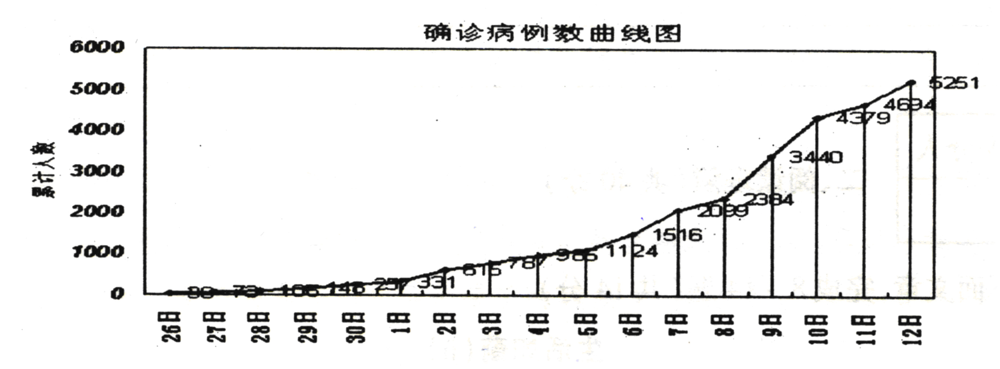 确诊病例数曲线图
6000
5000
4000
3000
2000
1000
0
累计人数
331
615
787
1124
1516
2099
2384
3440
4379
4694
5251
26日
27日
28日
29日
30日
1日
2日
3日
4日
5日
6日
7日
8日
9日
10日
11日
12日